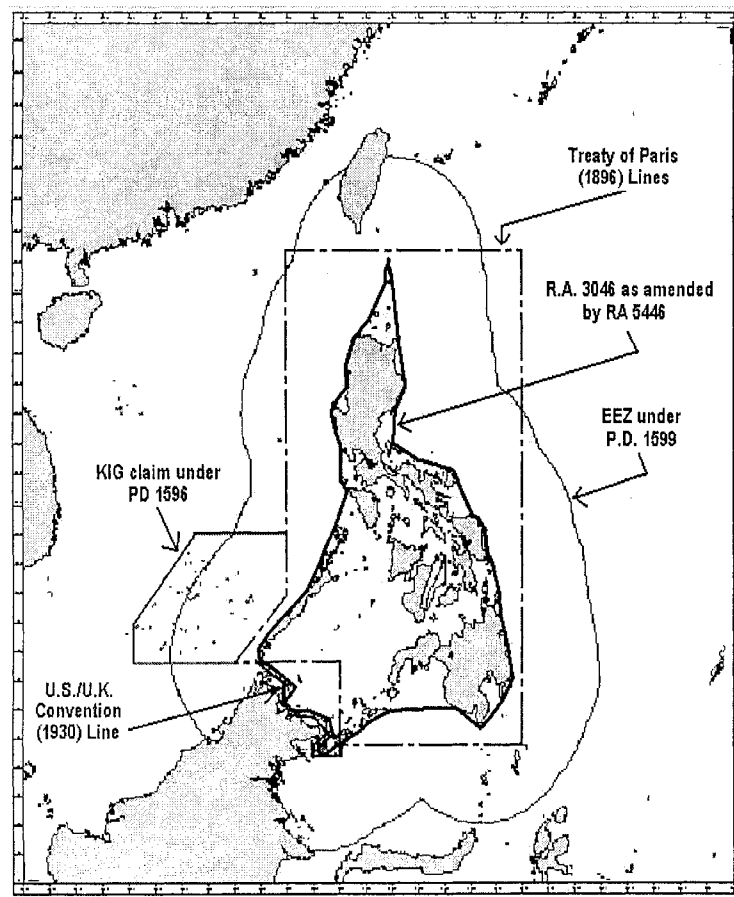 Treaty of Paris
(1896) Lines
R.A. 3046 as amended
by RA 5446
EEZ under
P.D. 1599
KIG claim under
PD 1596
U.S./U.K.
Convention
(1930) Line